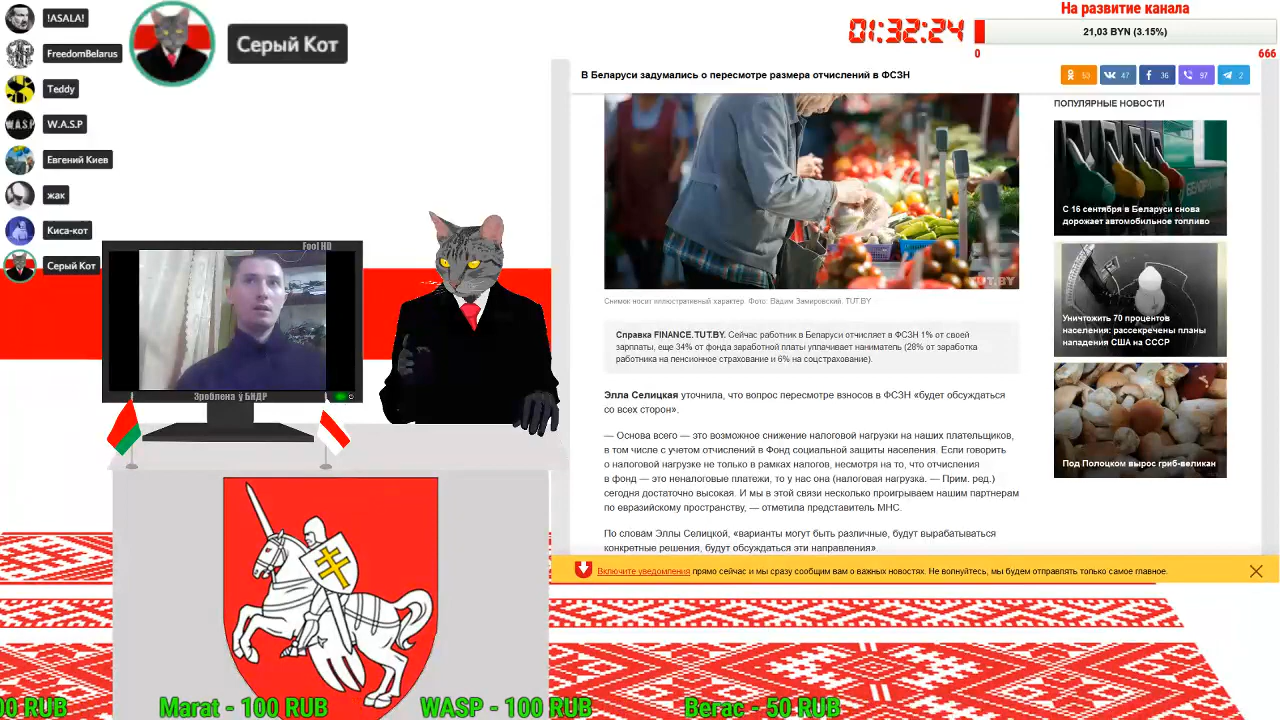 !ASALA!
FreedomBelarus
Teddy
W.A.S.P
W.A.S.P
Евгений Киев
жак
Киса-кот
Серый Кот
Серый Кот
Fool HD
Зроблена ў БНДР
01:32:24
На развитие канала
21,03 BYN (3.15%)
0
666
В Беларуси задумались о пересмотре размера отчислений в ФСЗН
50
47
36
97
2
TUT.BY
Снимок носит иллюстративный характер. Фото: Вадим Замировский, TUT.BY
Справка FINANCE.TUT.BY. Сейчас работник в Беларуси отчисляет в ФСЗН 1% от своей
зарплаты, еще 34% от фонда заработной платы уплачивает наниматель (28% от заработка
работника на пенсионное страхование и 6% на соцстрахование).
Элла Селицкая уточнила, что вопрос пересмотре взносов в ФСЗН «будет обсуждаться
со всех сторон».
— Основа всего — это возможное снижение налоговой нагрузки на наших плательщиков,
в том числе с учетом отчислений в Фонд социальной защиты населения. Если говорить
о налоговой нагрузке не только в рамках налогов, несмотря на то, что отчисления
в фонд — это неналоговые платежи, то у нас она (налоговая нагрузка. — Прим. ред.)
сегодня достаточно высокая. И мы в этой связи несколько проигрываем нашим партнерам
по евразийскому пространству, — отметила представитель МНС.
По словам Эллы Селицкой, «варианты могут быть различные, будут вырабатываться
конкретные решения, будут обсуждаться эти направления».
ПОПУЛЯРНЫЕ НОВОСТИ
С 16 сентября в Беларуси снова
дорожает автомобильное топливо
Уничтожить 70 процентов
населения: рассекречены планы
нападения США на СССР
Под Полоцком вырос гриб-великан
Включите уведомления прямо сейчас и мы сразу сообщим вам о важных новостях. Не волнуйтесь, мы будем отправлять только самое главное.
00 RUB
Marat - 100 RUB
WASP - 100 RUB
Вегас - 50 RUB